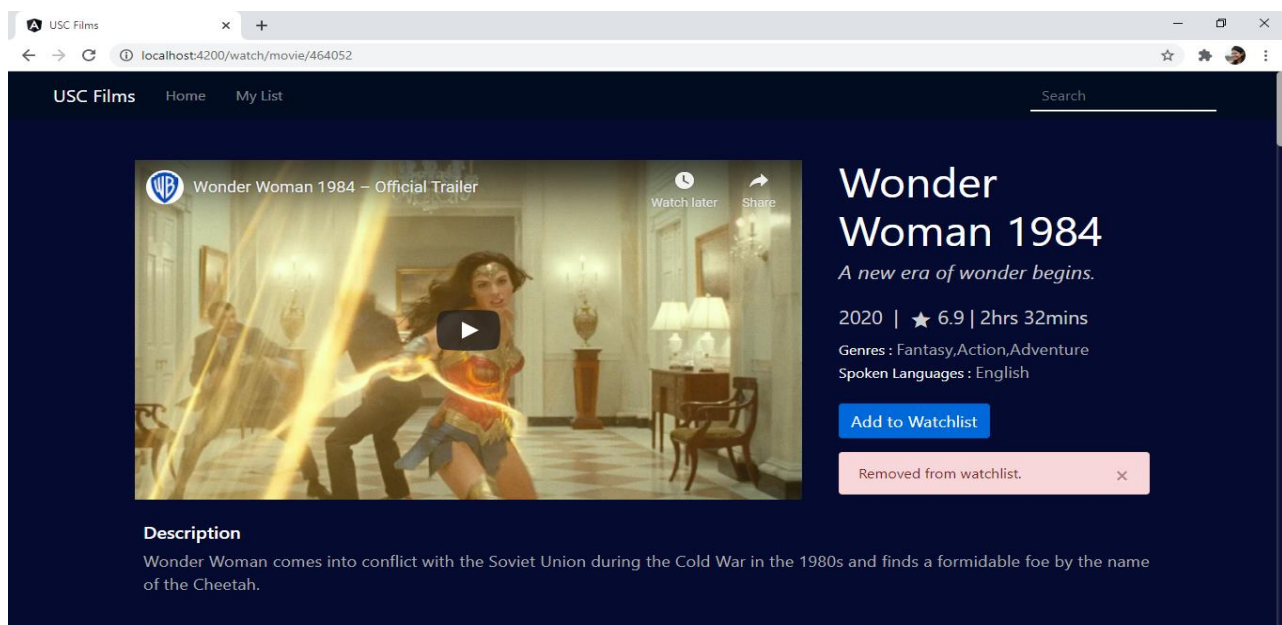 USC Films
localhost:4200/watch/movie/464052
USC Films Home My List Search
Wonder Woman 1984 – Official Trailer
Watch later Share
Wonder
Woman 1984
A new era of wonder begins.
2020 | ★ 6.9 | 2hrs 32mins
Genres : Fantasy,Action,Adventure
Spoken Languages : English
Add to Watchlist
Removed from watchlist. ×
Description
Wonder Woman comes into conflict with the Soviet Union during the Cold War in the 1980s and finds a formidable foe by the name
of the Cheetah.